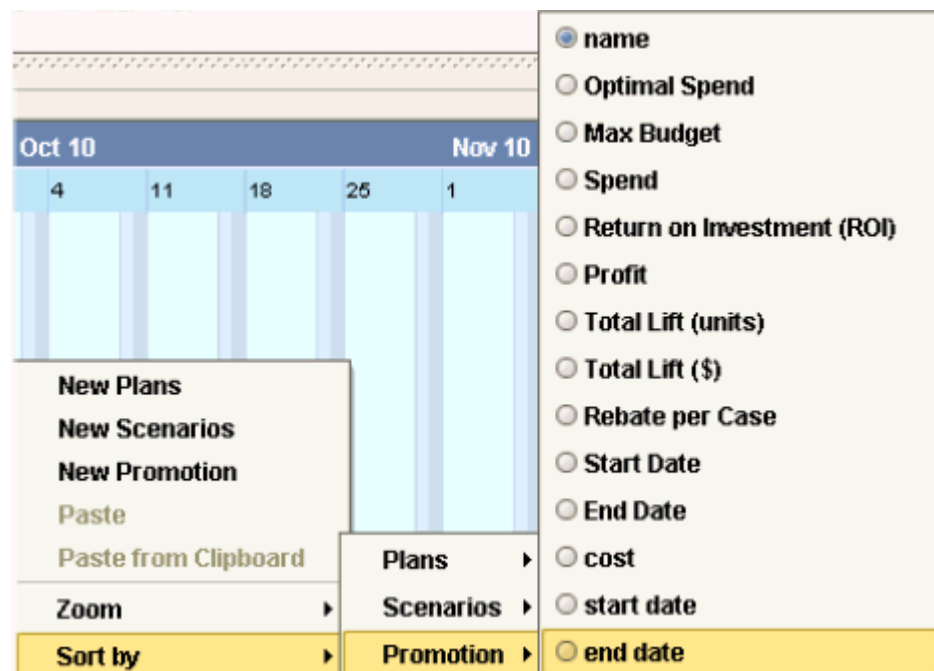 Oct 10 Nov 10
4 11 18 25 1
New Plans
New Scenarios
New Promotion
Paste
Paste from Clipboard
Zoom
Sort by
Plans
Scenarios
Promotion
name
Optimal Spend
Max Budget
Spend
Return on Investment (ROI)
Profit
Total Lift (units)
Total Lift ($)
Rebate per Case
Start Date
End Date
cost
start date
end date